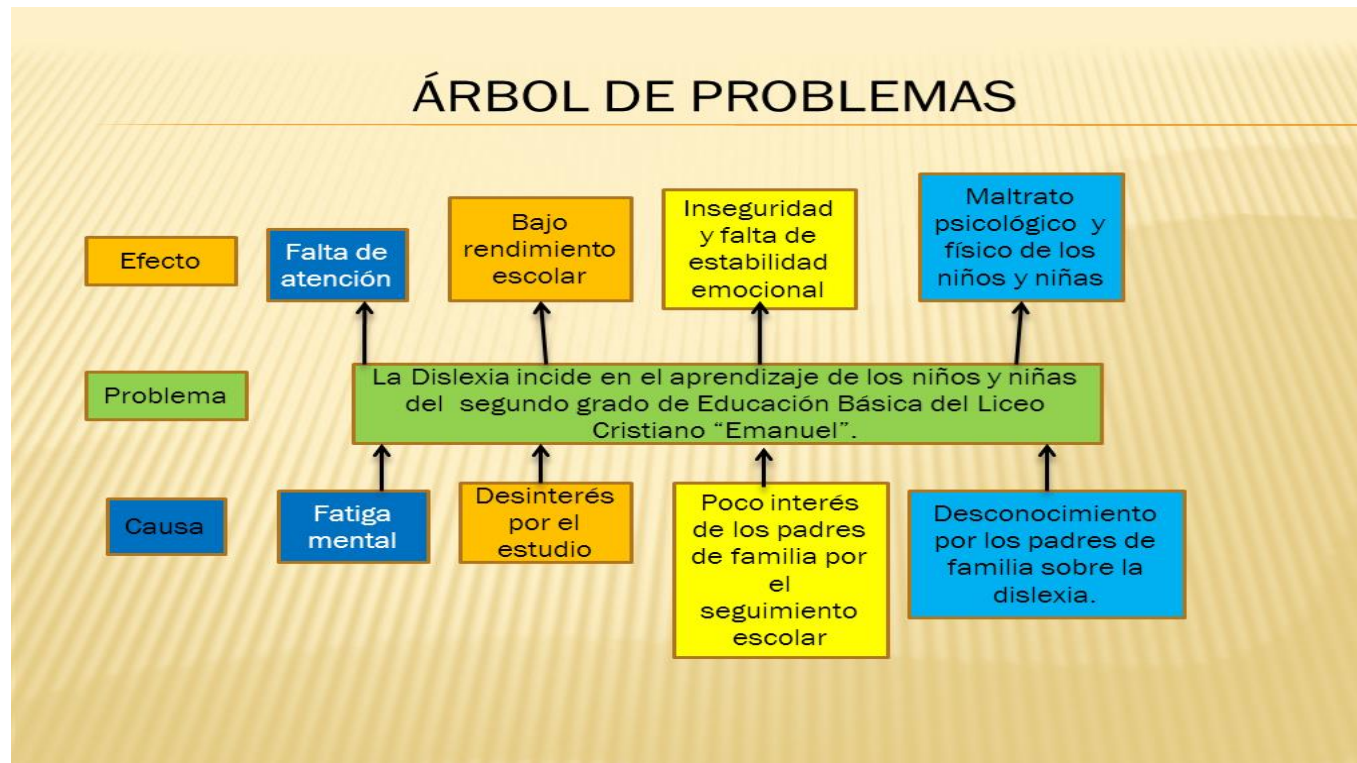 ÁRBOL DE PROBLEMAS
Efecto
Falta de
atención
Bajo
rendimiento
escolar
Inseguridad
y falta de
estabilidad
emocional
Maltrato
psicológico y
físico de los
niños y niñas
Problema
La Dislexia incide en el aprendizaje de los niños y niñas
del segundo grado de Educación Básica del Liceo
Cristiano “Emanuel”.
Causa
Fatiga
mental
Desinterés
por el
estudio
Poco interés
de los padres
de familia por
el
seguimiento
escolar
Desconocimiento
por los padres de
familia sobre la
dislexia.